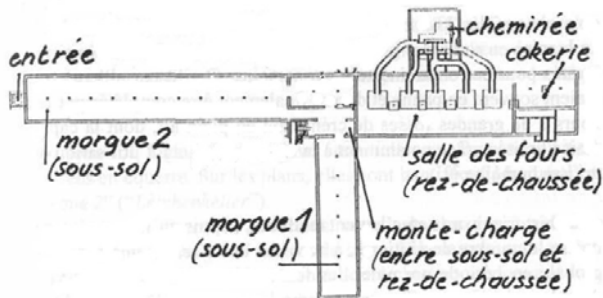 entrée
cheminée
cokerie
morgue 2
(sous-sol)
salle des fours
(rez-de-chaussée)
morgue 1
(sous-sol)
monte-charge
(entre sous-sol et
rez-de-chaussée)